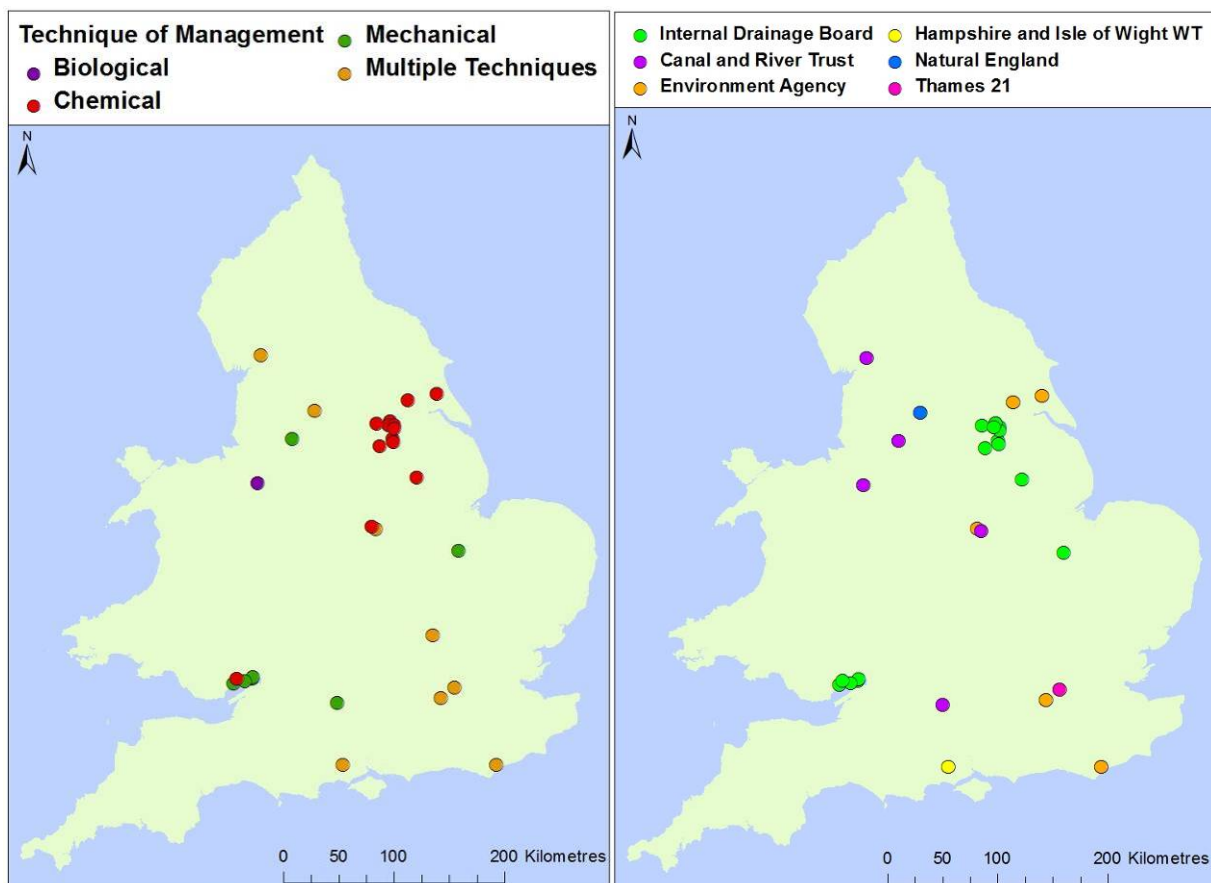 Technique of Management
Biological
Chemical
Mechanical
Multiple Techniques
N
0 50 100 200 Kilometres
Internal Drainage Board
Canal and River Trust
Environment Agency
Hampshire and Isle of Wight WT
Natural England
Thames 21
N
0 50 100 200 Kilometres